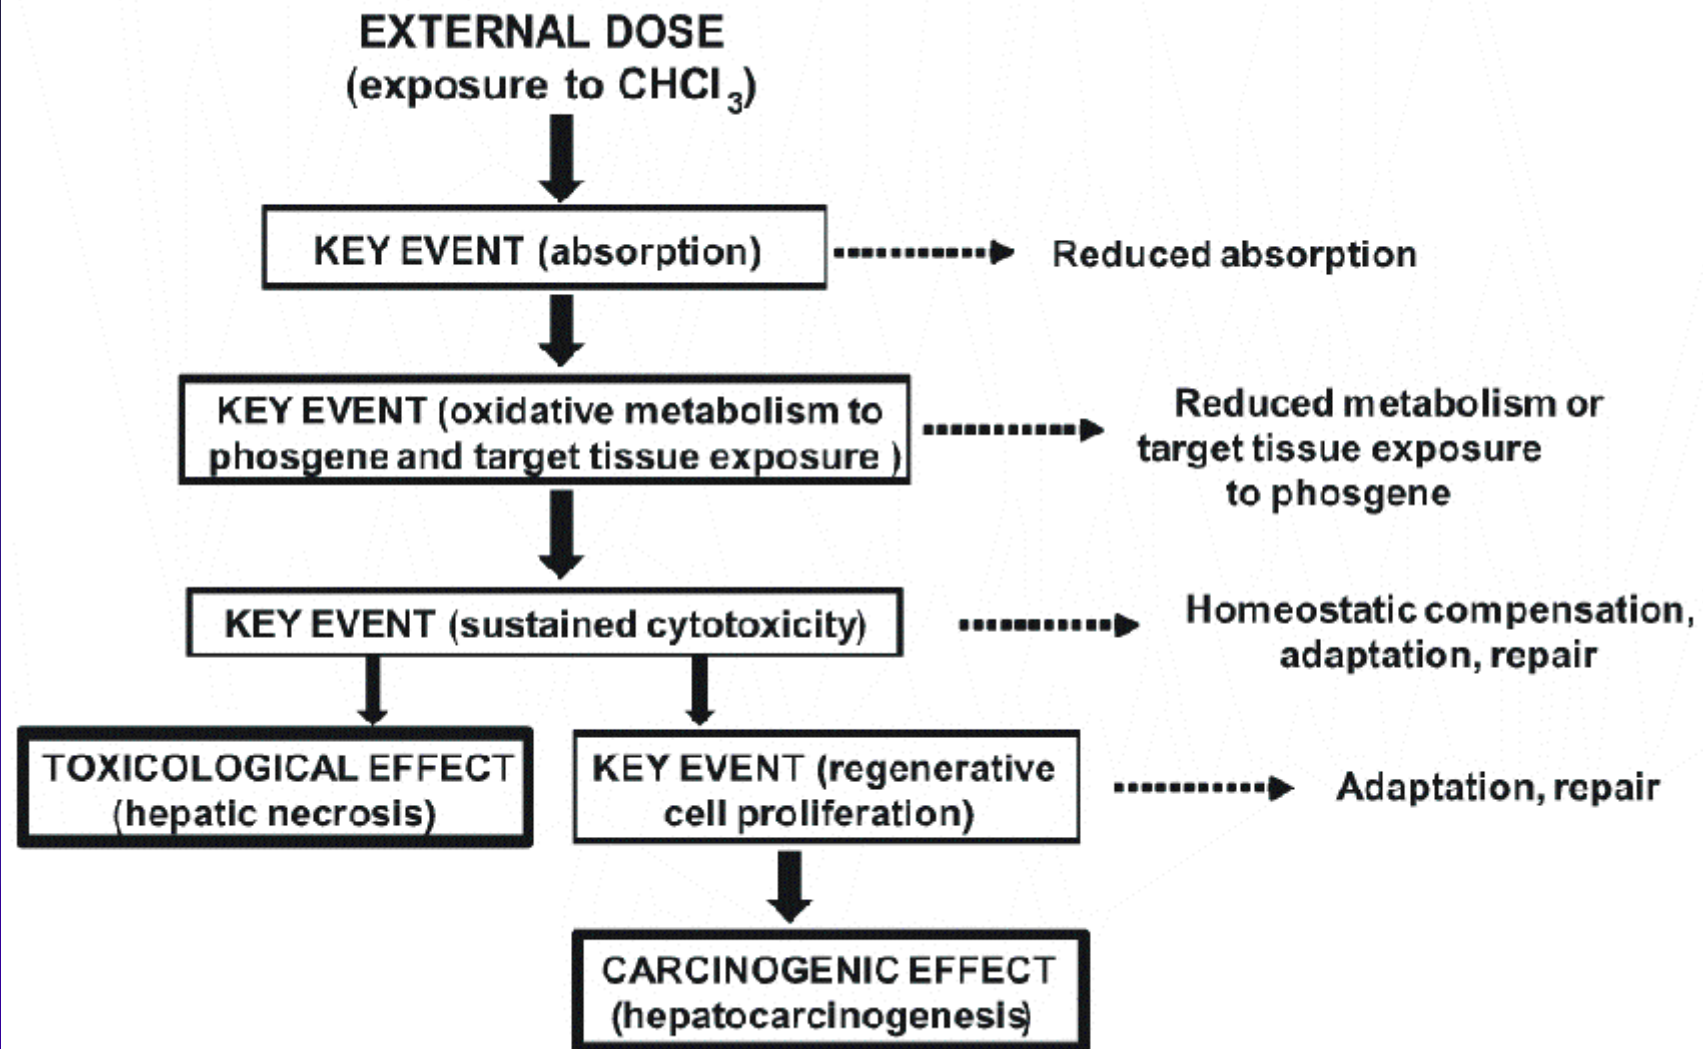 EXTERNAL DOSE
(exposure to CHCl₃)
KEY EVENT (absorption)
Reduced absorption
KEY EVENT (oxidative metabolism to
phosgene and target tissue exposure )
Reduced metabolism or
target tissue exposure
to phosgene
KEY EVENT (sustained cytotoxicity)
Homeostatic compensation,
adaptation, repair
TOXICOLOGICAL EFFECT
(hepatic necrosis)
KEY EVENT (regenerative
cell proliferation)
Adaptation, repair
CARCINOGENIC EFFECT
(hepatocarcinogenesis)